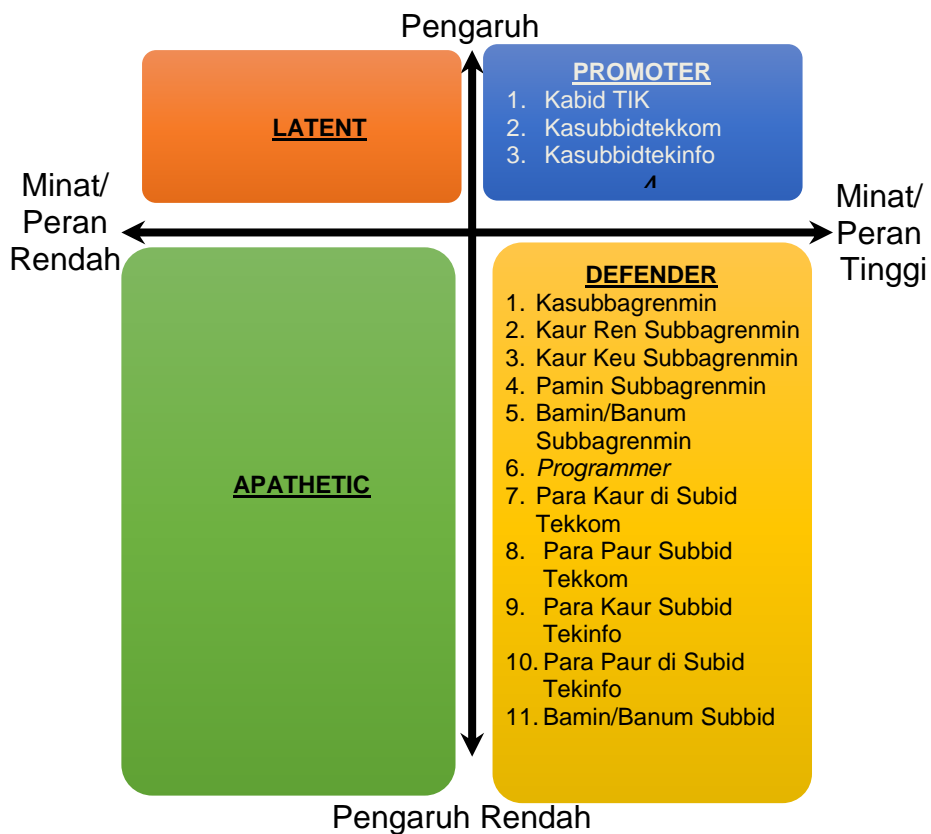 Pengaruh
LATENT
PROMOTER
1. Kabid TIK
2. Kasubbidtekkom
3. Kasubbidtekinfo
Minat/
Peran
Rendah
Minat/
Peran
Tinggi
APATHETIC
DEFENDER
1. Kasubbagrenmin
2. Kaur Ren Subbagrenmin
3. Kaur Keu Subbagrenmin
4. Pamin Subbagrenmin
5. Bamin/Banum
Subbagrenmin
6. Programmer
7. Para Kaur di Subid
Tekkom
8. Para Paur Subbid
Tekkom
9. Para Kaur Subbid
Tekinfo
10. Para Paur di Subid
Tekinfo
11. Bamin/Banum Subbid
Pengaruh Rendah